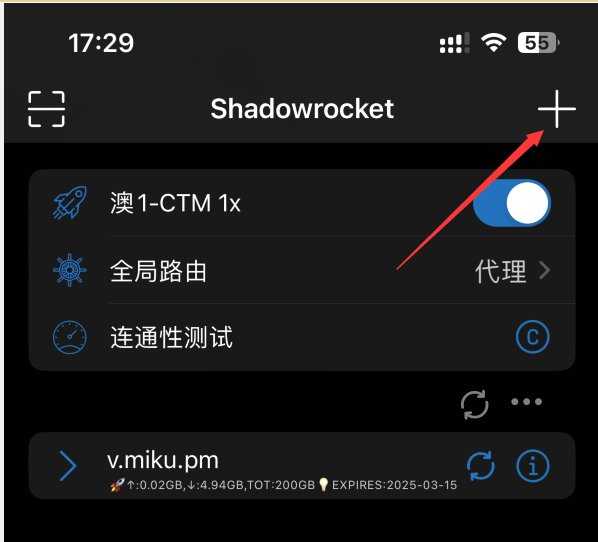 17:29
55
Shadowrocket
澳1-CTM 1x
全局路由
代理
连通性测试
C
v.miku.pm
🚀↑:0.02GB,↓:4.94GB,TOT:200GB💡EXPIRES:2025-03-15